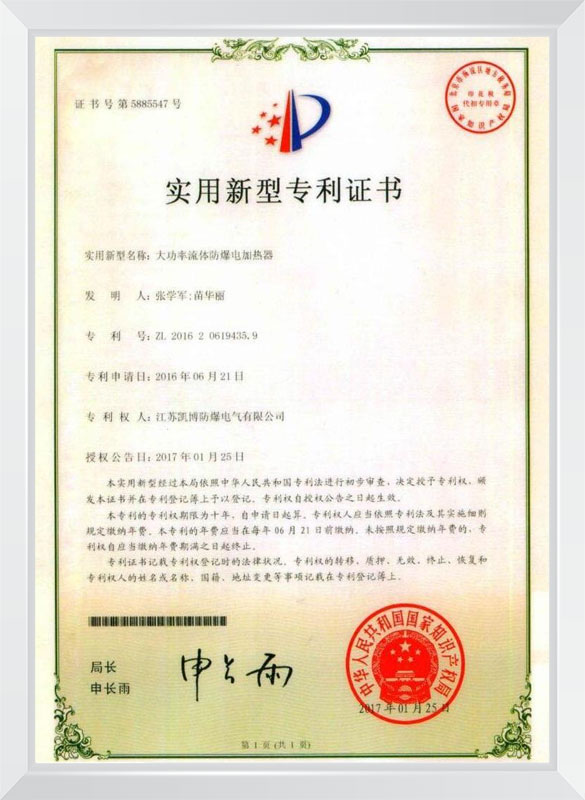 证书号第5885547号
实用新型专利证书
实用新型名称：大功率流体防爆电加热器
发 明 人：张学军;苗华丽
专 利 号：ZL 2016 2 0619435.9
专利申请日：2016年06月21日
专 利 权 人：江苏凯博防爆电气有限公司
授权公告日：2017年01月25日
本实用新型经过本局依照中华人民共和国专利法进行初步审查，决定授予专利权，颁
发本证书并在专利登记簿上予以登记。专利权自授权公告之日起生效。
本专利的专利权期限为十年，自申请日起算。专利权人应当依照专利法及其实施细则
规定缴纳年费。本专利的年费应当在每年06月21日前缴纳。未按照规定缴纳年费的，专
利权自应当缴纳年费期满之日起终止。
专利证书记载专利权登记时的法律状况。专利权的转移、质押、无效、终止、恢复和
专利权人的姓名或名称、国籍、地址变更等事项记载在专利登记簿上。
局长
申长雨
申长雨
中华人民共和国国家知识产权局
2017年01月25日
第1页(共1页)